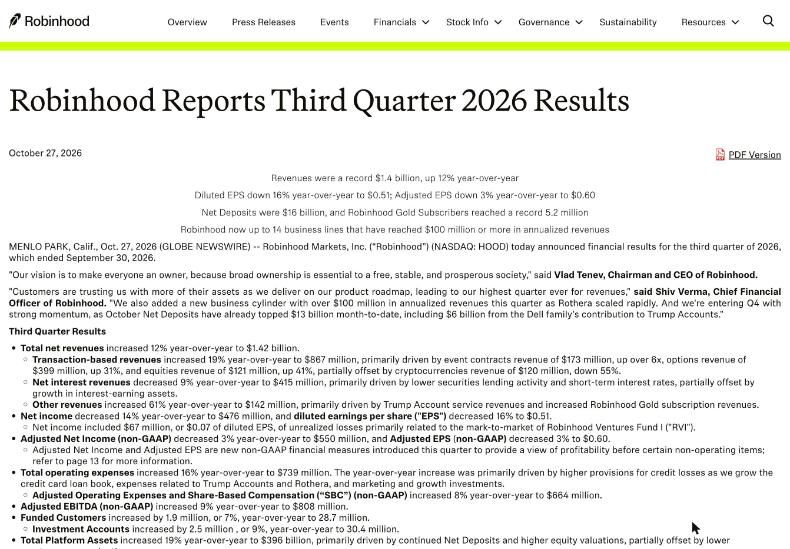 Robinhood
Overview
Press Releases
Events
Financials
Stock Info
Governance
Sustainability
Resources
Robinhood Reports Third Quarter 2026 Results
October 27, 2026
PDF Version
Revenues were a record $1.4 billion, up 12% year-over-year
Diluted EPS down 16% year-over-year to $0.51; Adjusted EPS down 3% year-over-year to $0.60
Net Deposits were $16 billion, and Robinhood Gold Subscribers reached a record 5.2 million
Robinhood now up to 14 business lines that have reached $100 million or more in annualized revenues
MENLO PARK, Calif., Oct. 27, 2026 (GLOBE NEWSWIRE) -- Robinhood Markets, Inc. (“Robinhood”) (NASDAQ: HOOD) today announced financial results for the third quarter of 2026,
which ended September 30, 2026.
"Our vision is to make everyone an owner, because broad ownership is essential to a free, stable, and prosperous society," said Vlad Tenev, Chairman and CEO of Robinhood.
"Customers are trusting us with more of their assets as we deliver on our product roadmap, leading to our highest quarter ever for revenues," said Shiv Verma, Chief Financial
Officer of Robinhood. "We also added a new business cylinder with over $100 million in annualized revenues this quarter as Rothera scaled rapidly. And we're entering Q4 with
strong momentum, as October Net Deposits have already topped $13 billion month-to-date, including $6 billion from the Dell family's contribution to Trump Accounts."
Third Quarter Results
• Total net revenues increased 12% year-over-year to $1.42 billion.
○ Transaction-based revenues increased 19% year-over-year to $867 million, primarily driven by event contracts revenue of $173 million, up over 6x, options revenue of
$399 million, up 31%, and equities revenue of $121 million, up 41%, partially offset by cryptocurrencies revenue of $120 million, down 55%.
○ Net interest revenues decreased 9% year-over-year to $415 million, primarily driven by lower securities lending activity and short-term interest rates, partially offset by
growth in interest-earning assets.
○ Other revenues increased 61% year-over-year to $142 million, primarily driven by Trump Account service revenues and increased Robinhood Gold subscription revenues.
• Net income decreased 14% year-over-year to $476 million, and diluted earnings per share ("EPS") decreased 16% to $0.51.
○ Net income included $67 million, or $0.07 of diluted EPS, of unrealized losses primarily related to the mark-to-market of Robinhood Ventures Fund I ("RVI").
• Adjusted Net Income (non-GAAP) decreased 3% year-over-year to $550 million, and Adjusted EPS (non-GAAP) decreased 3% to $0.60.
○ Adjusted Net Income and Adjusted EPS are new non-GAAP financial measures introduced this quarter to provide a view of profitability before certain non-operating items;
refer to page 13 for more information.
• Total operating expenses increased 16% year-over-year to $739 million. The year-over-year increase was primarily driven by higher provisions for credit losses as we grow the
credit card loan book, expenses related to Trump Accounts and Rothera, and marketing and growth investments.
○ Adjusted Operating Expenses and Share-Based Compensation (“SBC”) (non-GAAP) increased 8% year-over-year to $664 million.
• Adjusted EBITDA (non-GAAP) increased 9% year-over-year to $808 million.
• Funded Customers increased by 1.9 million, or 7%, year-over-year to 28.7 million.
○ Investment Accounts increased by 2.5 million , or 9%, year-over-year to 30.4 million.
• Total Platform Assets increased 19% year-over-year to $396 billion, primarily driven by continued Net Deposits and higher equity valuations, partially offset by lower